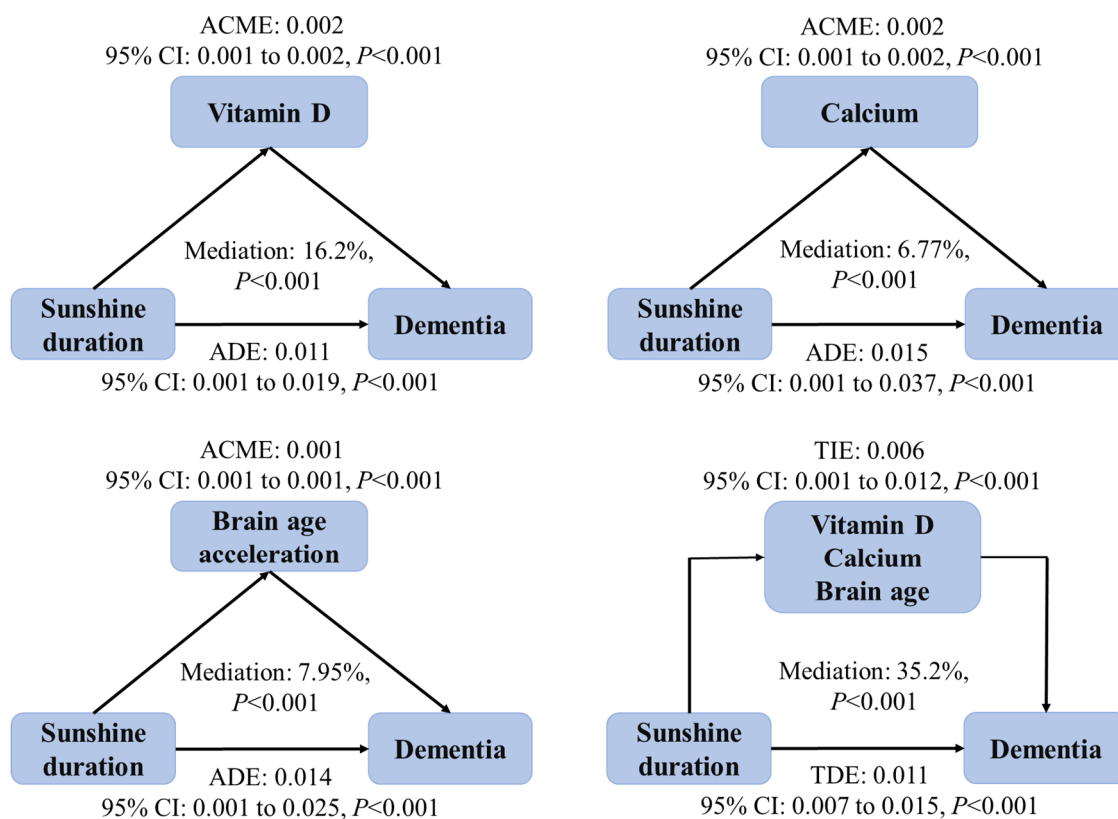 ACME: 0.002
95% CI: 0.001 to 0.002, P<0.001
Vitamin D
Mediation: 16.2%,
P<0.001
Sunshine
duration
Dementia
ADE: 0.011
95% CI: 0.001 to 0.019, P<0.001
ACME: 0.002
95% CI: 0.001 to 0.002, P<0.001
Calcium
Mediation: 6.77%,
P<0.001
Sunshine
duration
Dementia
ADE: 0.015
95% CI: 0.001 to 0.037, P<0.001
ACME: 0.001
95% CI: 0.001 to 0.001, P<0.001
Brain age
acceleration
Mediation: 7.95%,
P<0.001
Sunshine
duration
Dementia
ADE: 0.014
95% CI: 0.001 to 0.025, P<0.001
TIE: 0.006
95% CI: 0.001 to 0.012, P<0.001
Vitamin D
Calcium
Brain age
Mediation: 35.2%,
P<0.001
Sunshine
duration
Dementia
TDE: 0.011
95% CI: 0.007 to 0.015, P<0.001